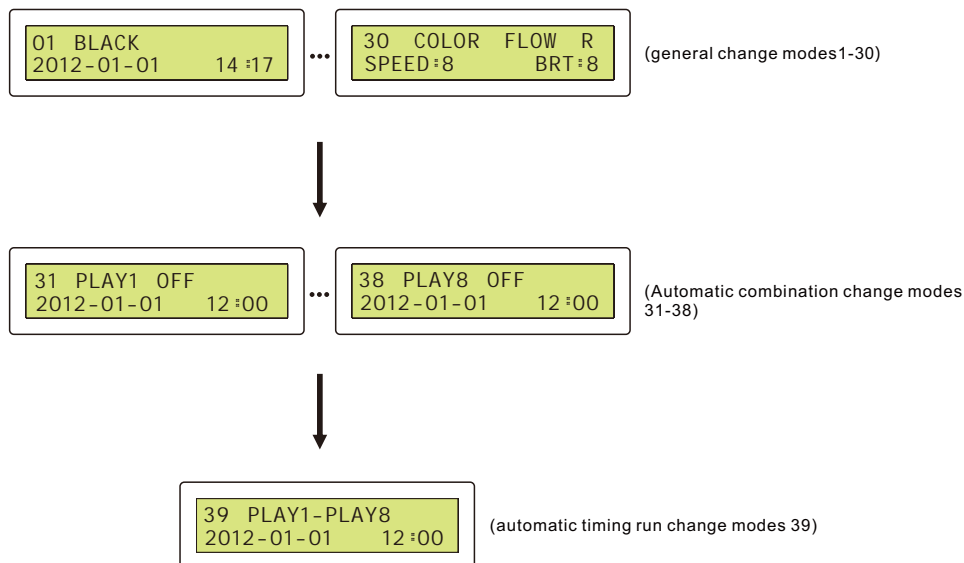 01 BLACK
2012-01-01 14:17
...
30 COLOR FLOW R
SPEED:8 BRT:8
(general change modes1-30)
31 PLAY1 OFF
2012-01-01 12:00
...
38 PLAY8 OFF
2012-01-01 12:00
(Automatic combination change modes
31-38)
39 PLAY1-PLAY8
2012-01-01 12:00
(automatic timing run change modes 39)